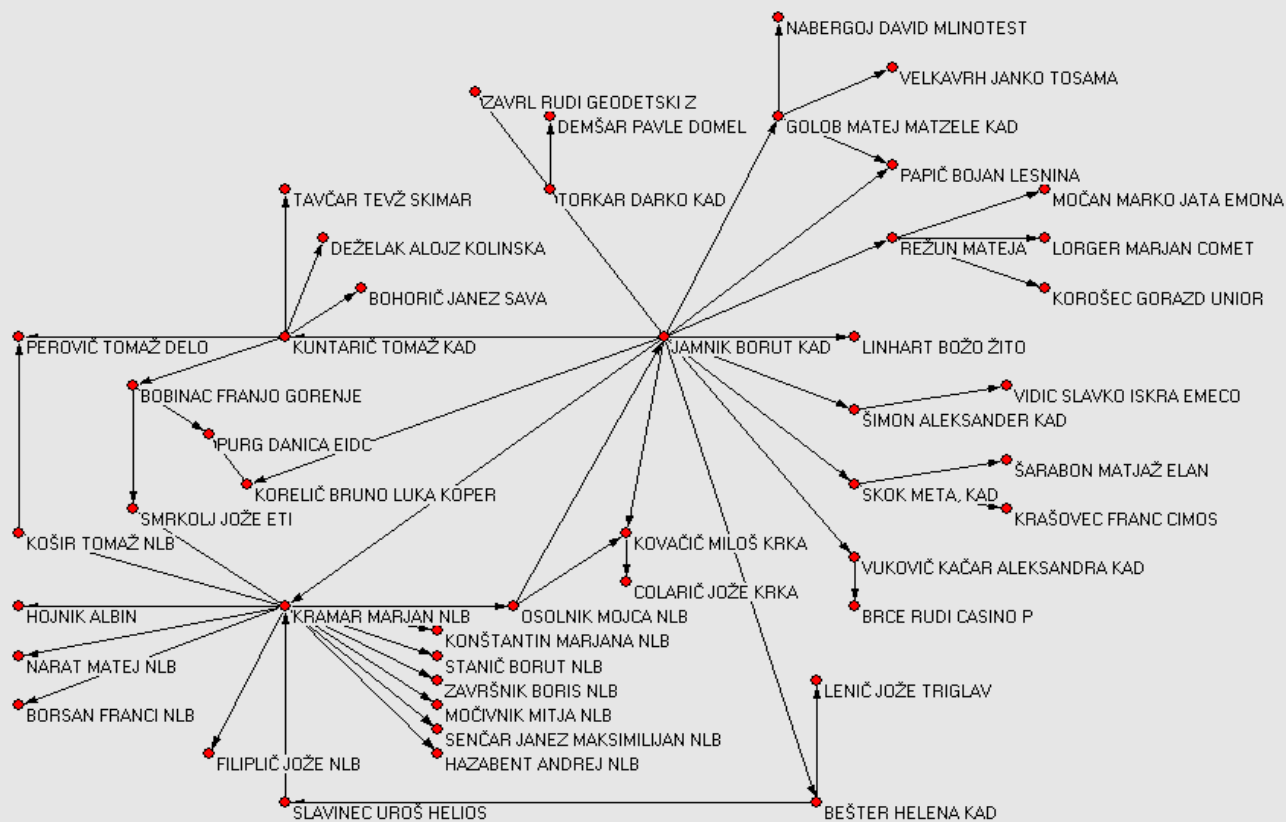 NABERGOJ DAVID MLINOTEST
VELKAVRH JANKO TOSAMA
ZAVRL RUDI GEODETSKI Z
DEMŠAR PAVLE DOMEL
GOLOB MATEJ MATZELE KAD
PAPIČ BOJAN LESNINA
TAVČAR TEVŽ SKIMAR
TORKAR DARKO KAD
MOČAN MARKO JATA EMONA
DEŽELAK ALOJZ KOLINSKA
REŽUN MATEJA
LORGER MARJAN COMET
BOHORIČ JANEZ SAVA
KOROŠEC GORAZD UNIOR
PEROVIČ TOMAŽ DELO
KUNTARIČ TOMAŽ KAD
JAMNIK BORUT KAD
LINHART BOŽO ŽITO
BOBINAC FRANJO GORENJE
VIDIC SLAVKO ISKRA EMECO
ŠIMON ALEKSANDER KAD
PURG DANICA EIDC
ŠARABON MATJAŽ ELAN
KORELIČ BRUNO LUKA KOPER
SKOK META, KAD
SMRKOLJ JOŽE ETI
KRAŠOVEC FRANC CIMOS
KOŠIR TOMAŽ NLB
KOVAČIČ MILOŠ KRKA
VUKOVIČ KAČAR ALEKSANDRA KAD
COLARIČ JOŽE KRKA
HOJNIK ALBIN
KRAMAR MARJAN NLB
OSOLNIK MOJCA NLB
BRCE RUDI CASINO P
KONŠTANTIN MARJANA NLB
NARAT MATEJ NLB
STANIČ BORUT NLB
ZAVRŠNIK BORIS NLB
LENIČ JOŽE TRIGLAV
BORSAN FRANCI NLB
MOČIVNIK MITJA NLB
SENČAR JANEZ MAKSIMILIJAN NLB
FILIPLIČ JOŽE NLB
HAZABENT ANDREJ NLB
SLAVINEC UROŠ HELIOS
BEŠTER HELENA KAD